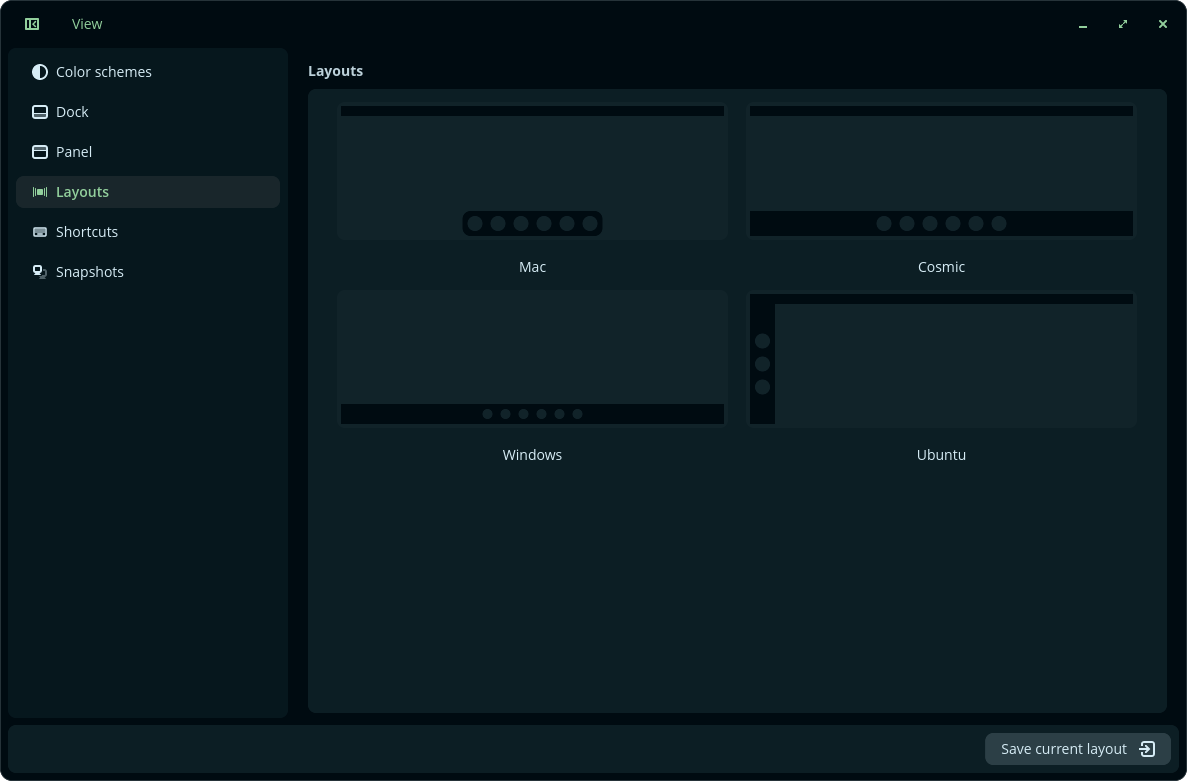 View
Color schemes
Dock
Panel
Layouts
Shortcuts
Snapshots
Layouts
Mac
Cosmic
Windows
Ubuntu
Save current layout